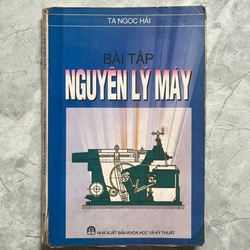 TẠ NGỌC HẢI
BÀI TẬP
NGUYÊN LÝ MÁY
NHÀ XUẤT BẢN KHOA HỌC VÀ KỸ THUẬT